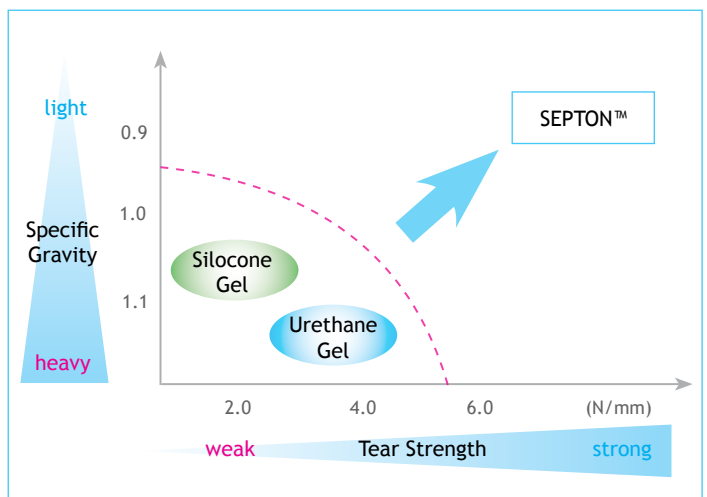 light
SEPTON™
0.9
1.0
Specific
Gravity
Silocone
Gel
1.1
Urethane
Gel
heavy
2.0
4.0
6.0
(N/mm)
weak
Tear Strength
strong